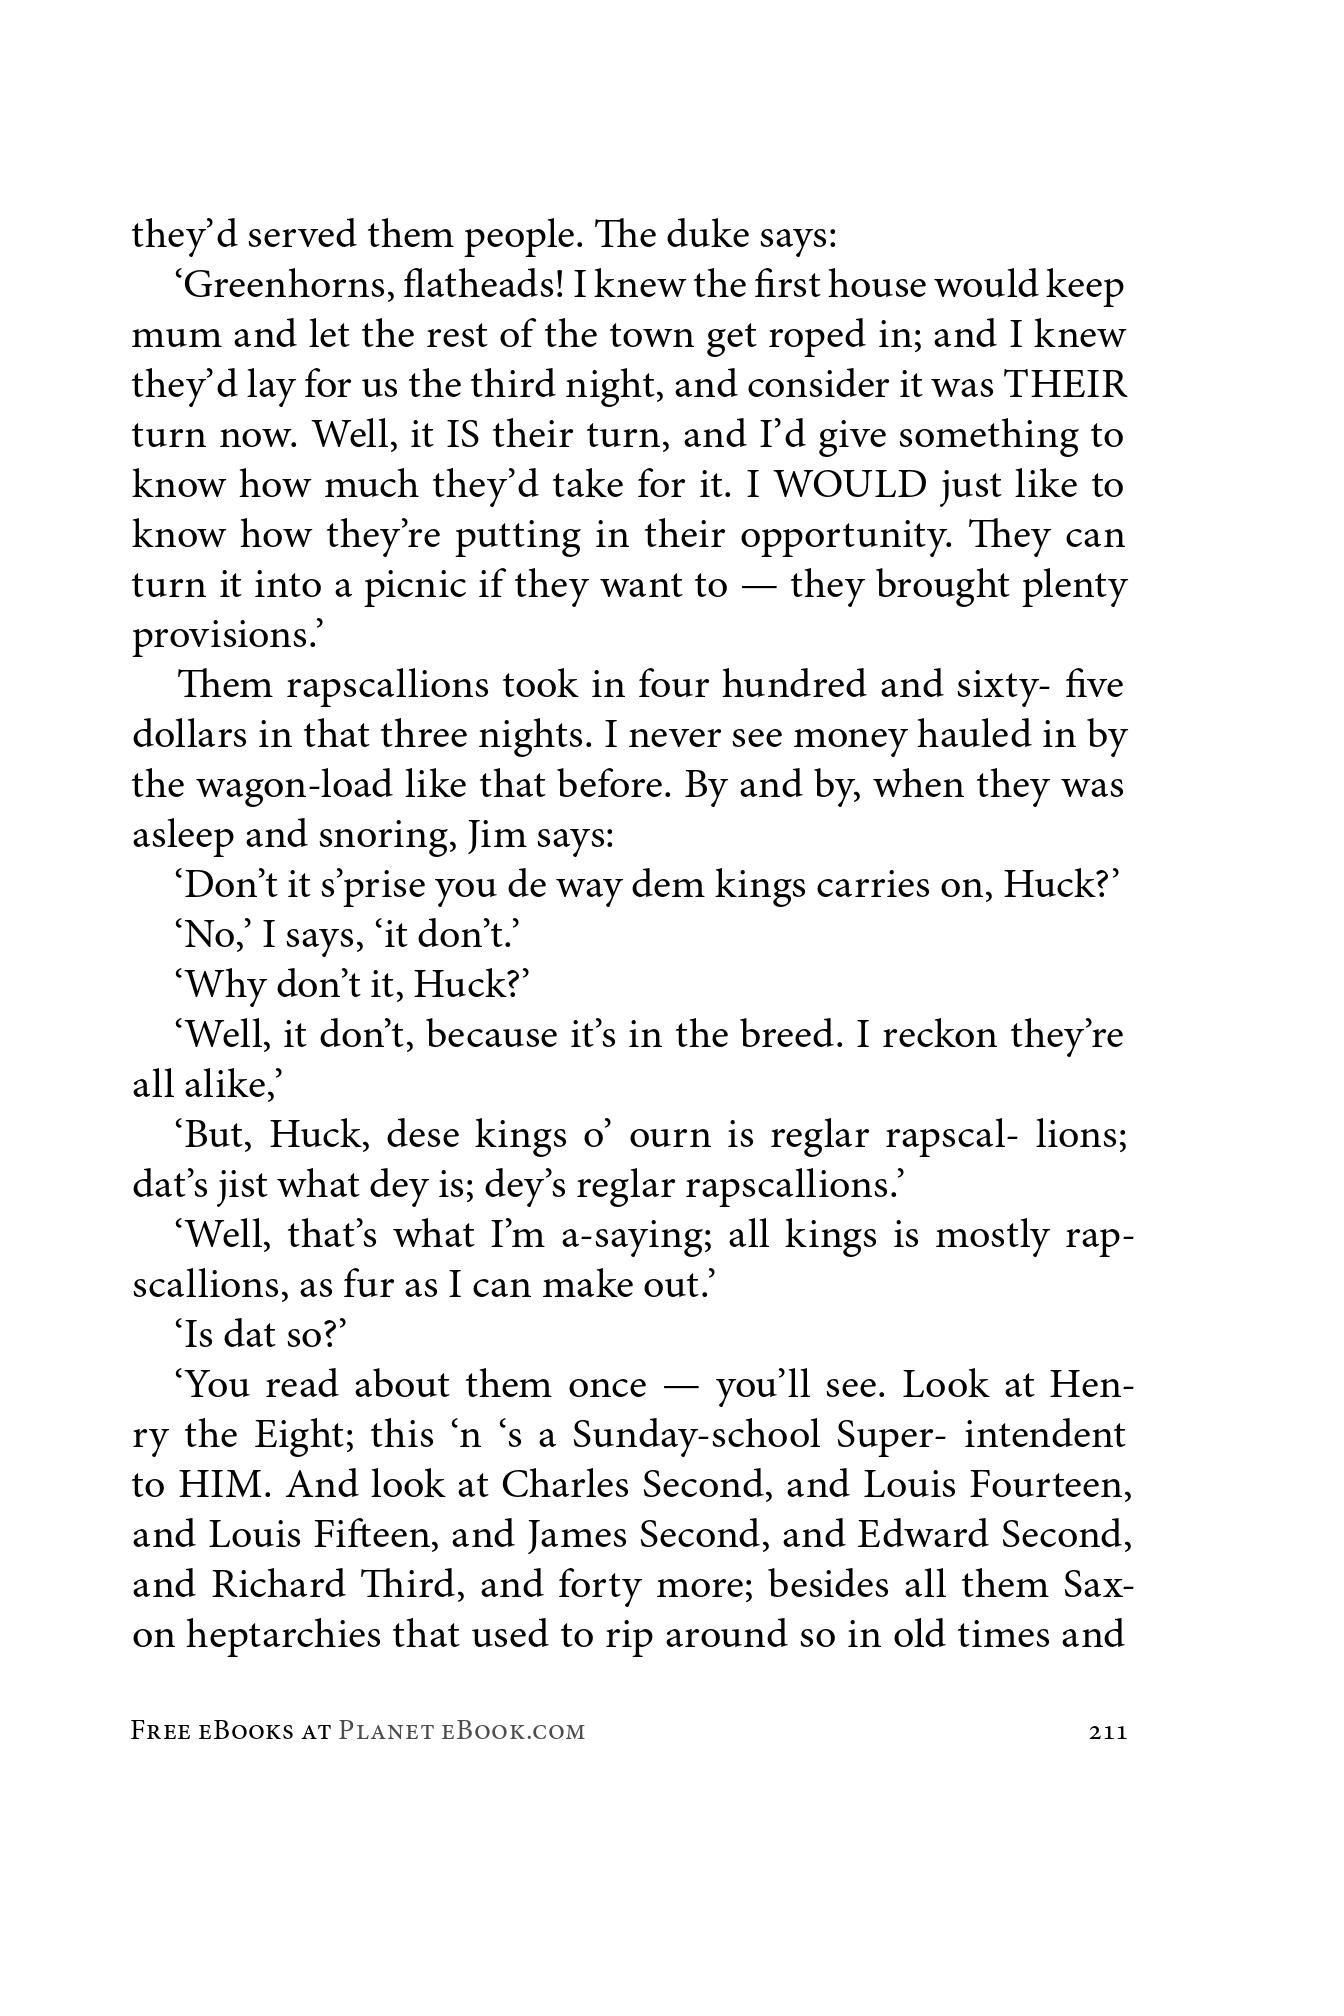 they’d served them people. The duke says:
‘Greenhorns, flatheads! I knew the first house would keep
mum and let the rest of the town get roped in; and I knew
they’d lay for us the third night, and consider it was THEIR
turn now. Well, it IS their turn, and I’d give something to
know how much they’d take for it. I WOULD just like to
know how they’re putting in their opportunity. They can
turn it into a picnic if they want to — they brought plenty
provisions.’
Them rapscallions took in four hundred and sixty- five
dollars in that three nights. I never see money hauled in by
the wagon-load like that before. By and by, when they was
asleep and snoring, Jim says:
‘Don’t it s’prise you de way dem kings carries on, Huck?’
‘No,’ I says, ‘it don’t.’
‘Why don’t it, Huck?’
‘Well, it don’t, because it’s in the breed. I reckon they’re
all alike,’
‘But, Huck, dese kings o’ ourn is reglar rapscal- lions;
dat’s jist what dey is; dey’s reglar rapscallions.’
‘Well, that’s what I’m a-saying; all kings is mostly rap-
scallions, as fur as I can make out.’
‘Is dat so?’
‘You read about them once — you’ll see. Look at Hen-
ry the Eight; this ‘n ‘s a Sunday-school Super- intendent
to HIM. And look at Charles Second, and Louis Fourteen,
and Louis Fifteen, and James Second, and Edward Second,
and Richard Third, and forty more; besides all them Sax-
on heptarchies that used to rip around so in old times and
Free eBooks at Planet eBook.com 211